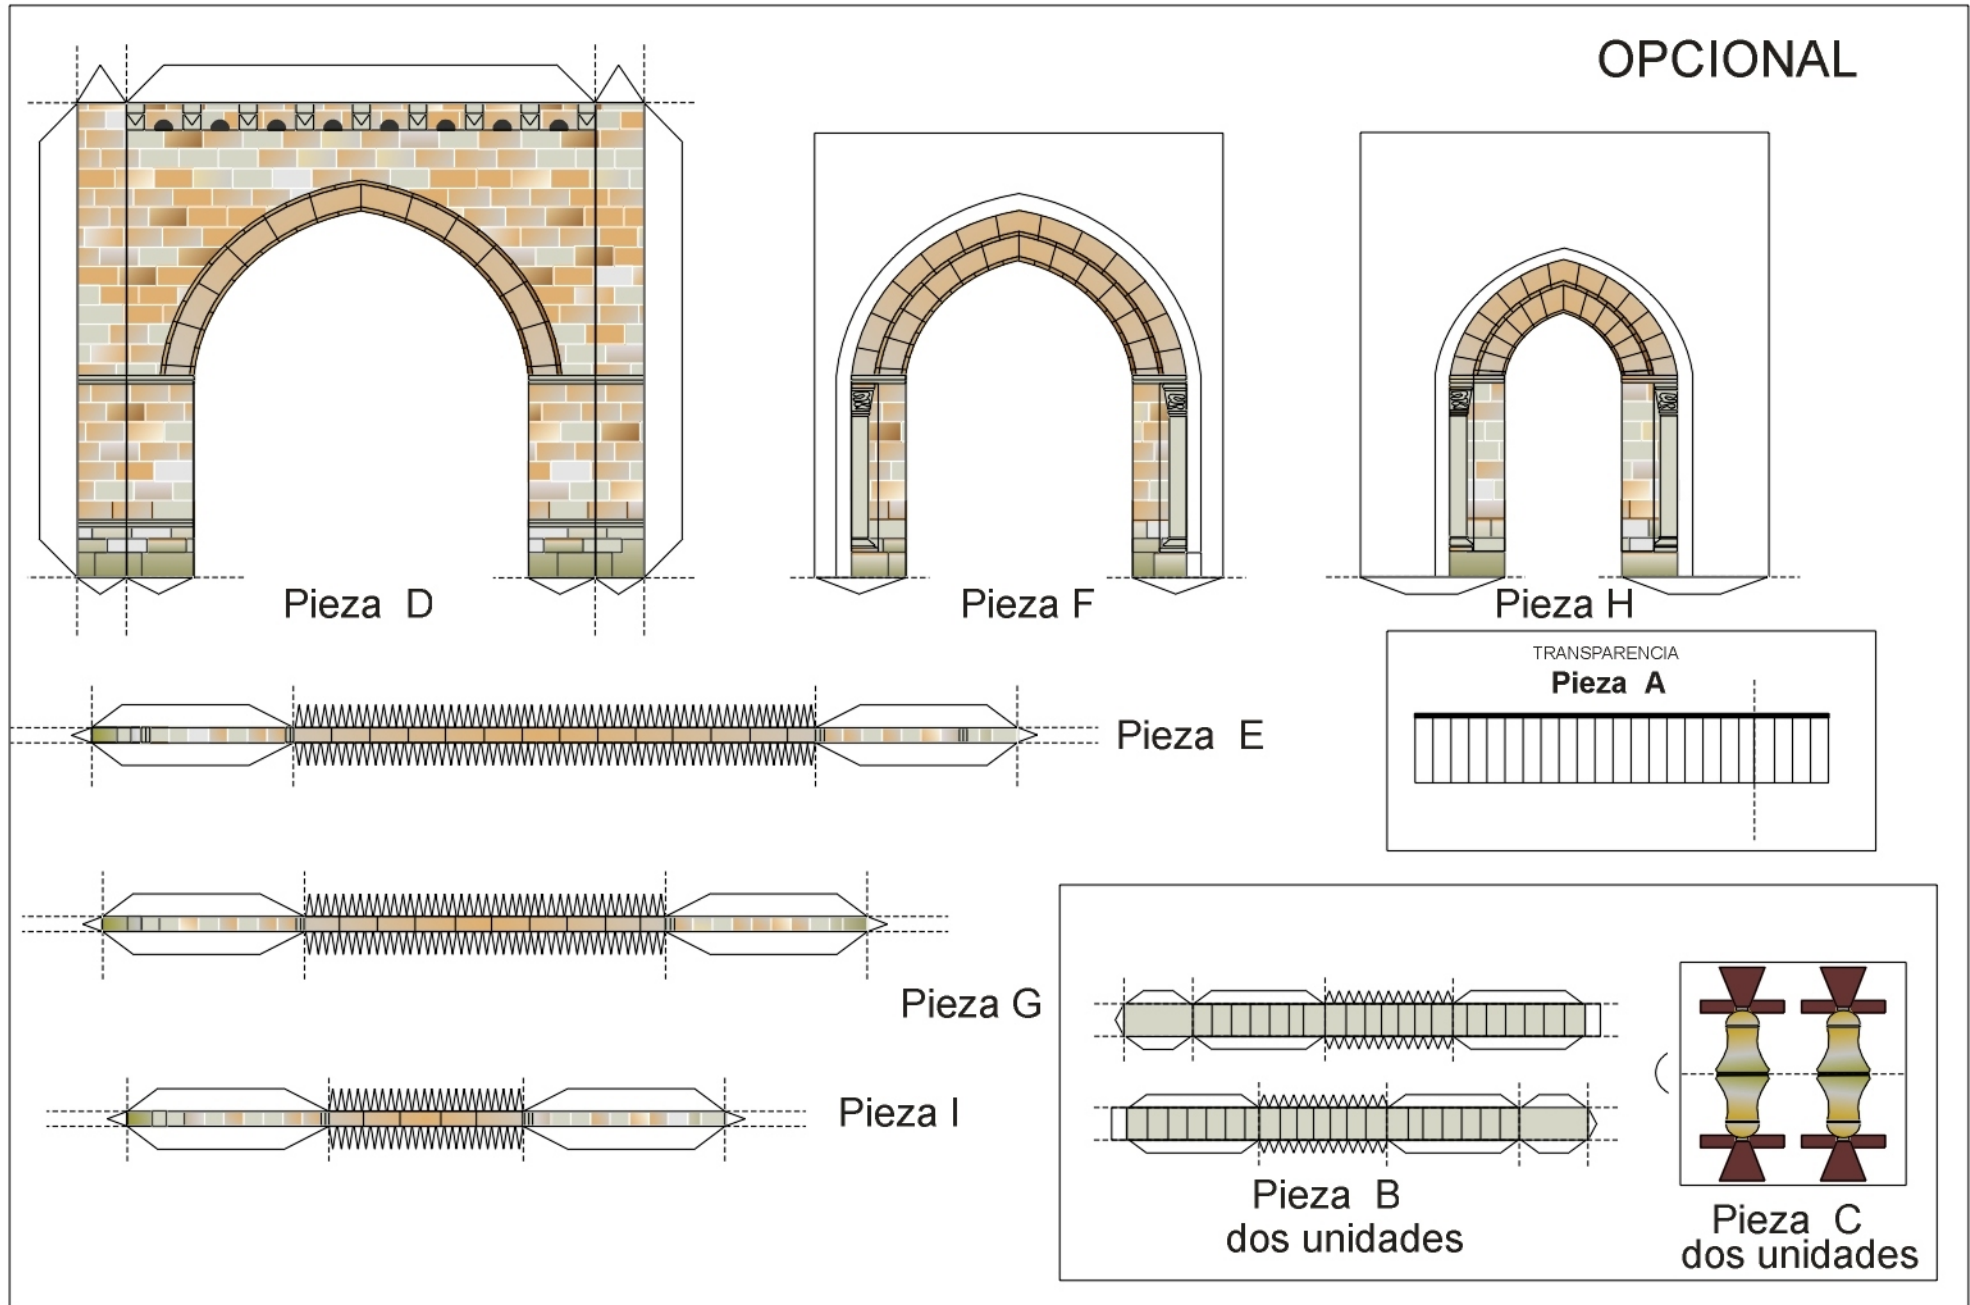 OPCIONAL
Pieza D
Pieza F
Pieza H
TRANSPARENCIA
Pieza A
Pieza E
Pieza G
Pieza I
Pieza B
dos unidades
Pieza C
dos unidades